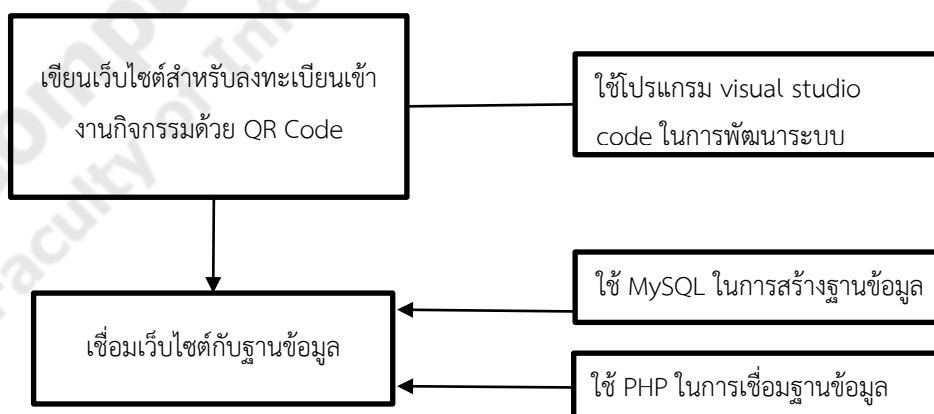 เขียนเว็บไซต์สำหรับลงทะเบียนเข้า
งานกิจกรรมด้วย QR Code
ใช้โปรแกรม visual studio
code ในการพัฒนาระบบ
ใช้ MySQL ในการสร้างฐานข้อมูล
เชื่อมเว็บไซต์กับฐานข้อมูล
ใช้ PHP ในการเชื่อมฐานข้อมูล